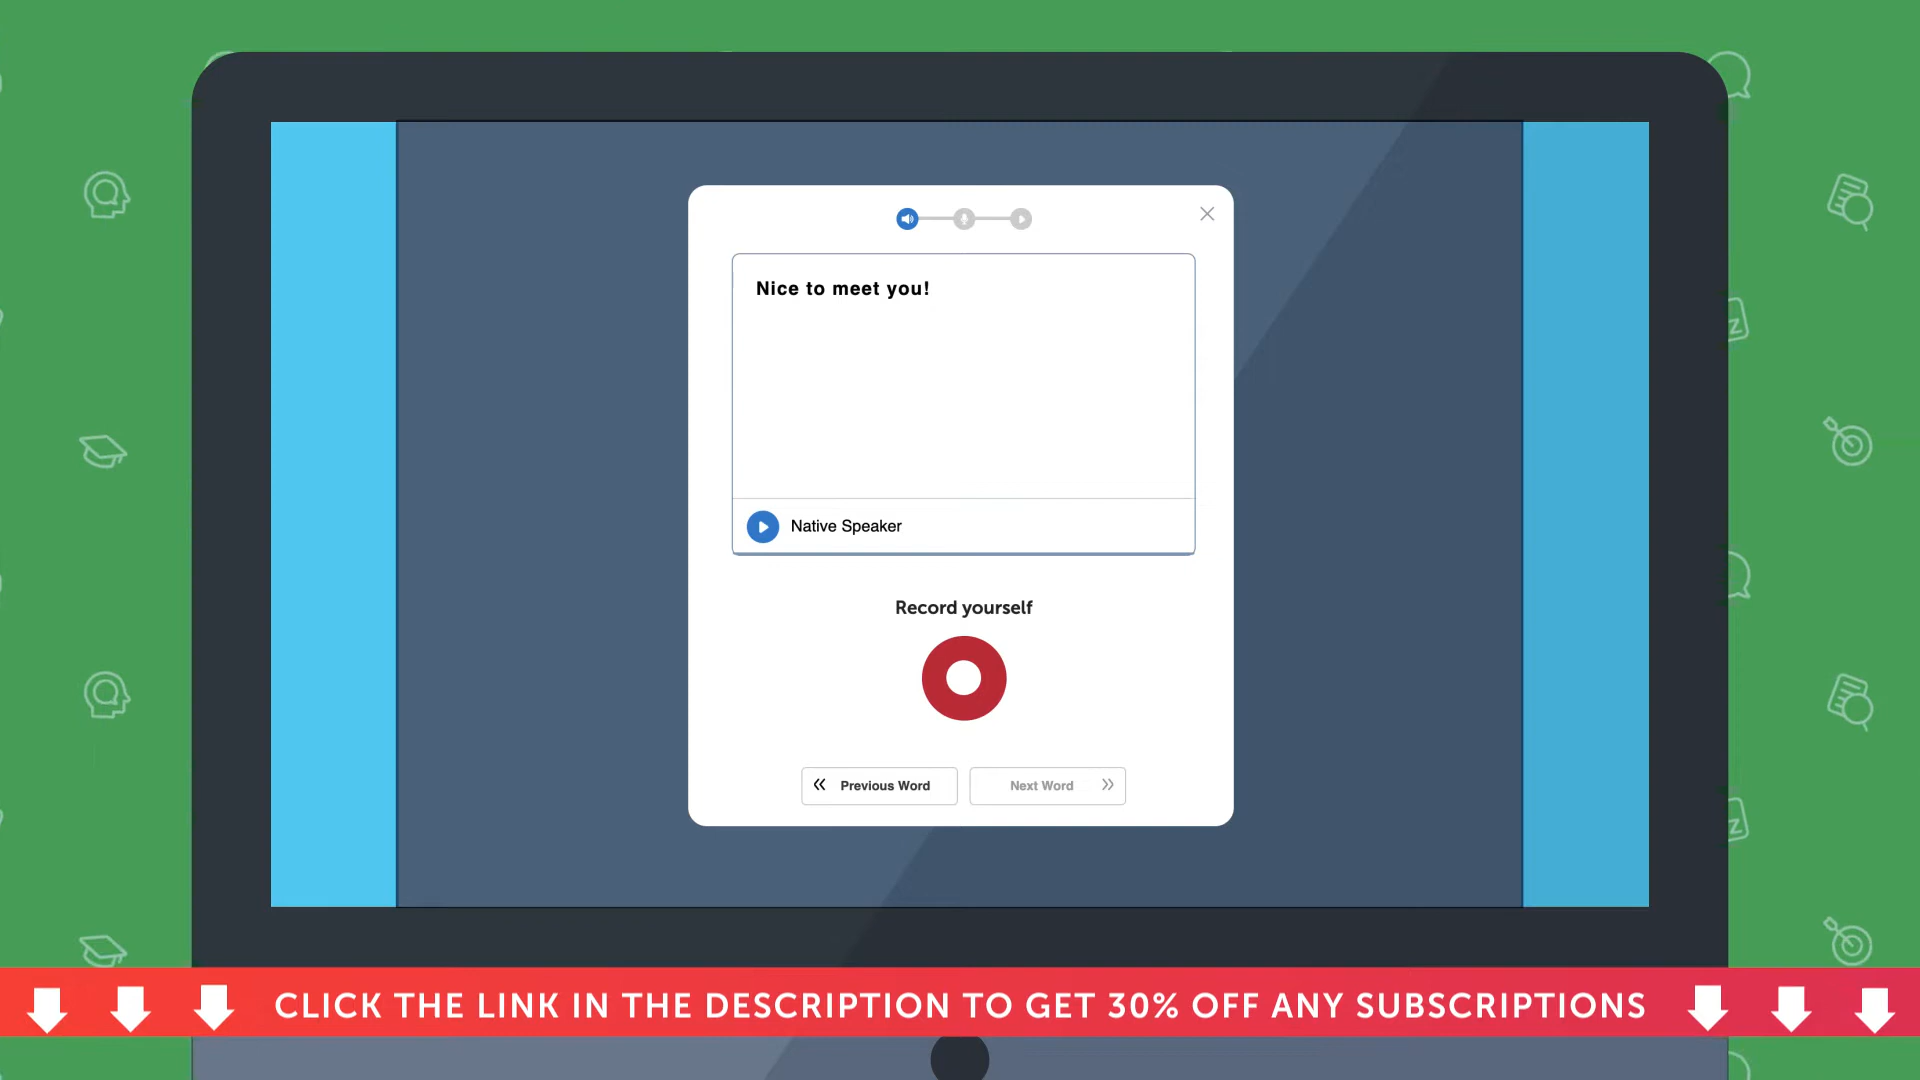 Nice to meet you!
Native Speaker
Record yourself
Previous Word
Next Word
CLICK THE LINK IN THE DESCRIPTION TO GET 30% OFF ANY SUBSCRIPTIONS